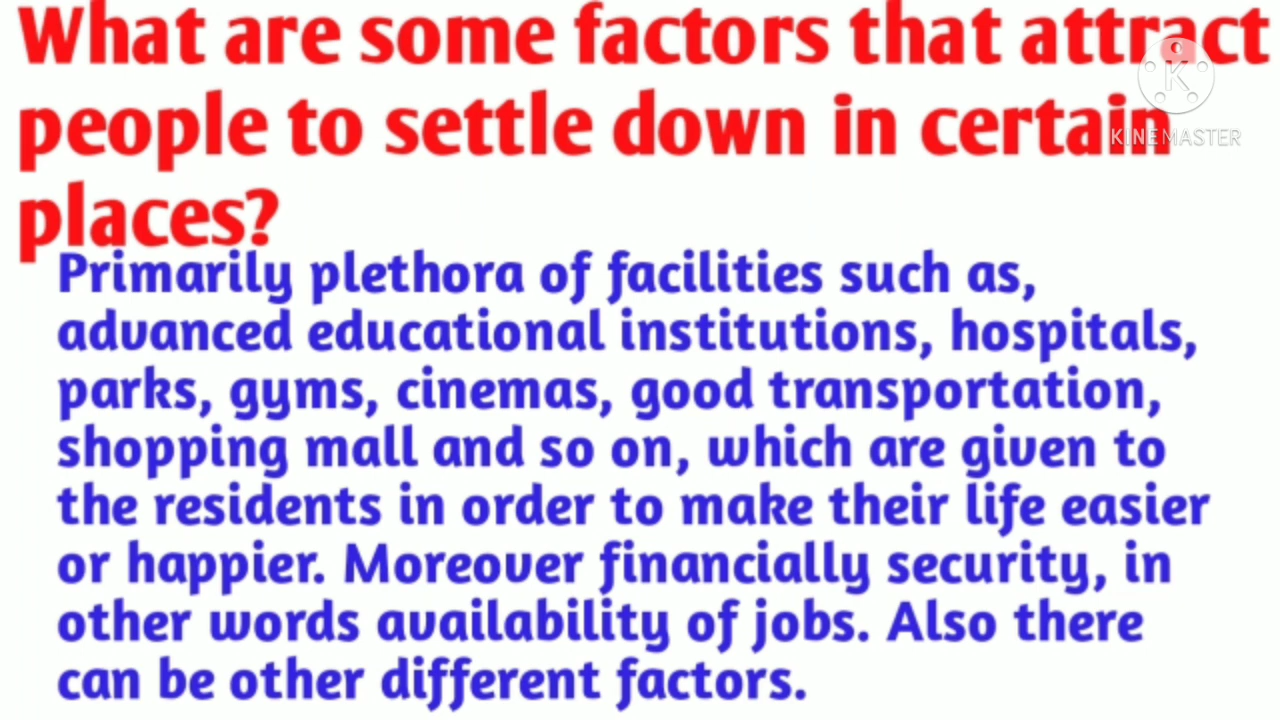 What are some factors that attract
people to settle down in certain
places?
KINEMASTER
Primarily plethora of facilities such as,
advanced educational institutions, hospitals,
parks, gyms, cinemas, good transportation,
shopping mall and so on, which are given to
the residents in order to make their life easier
or happier. Moreover financially security, in
other words availability of jobs. Also there
can be other different factors.